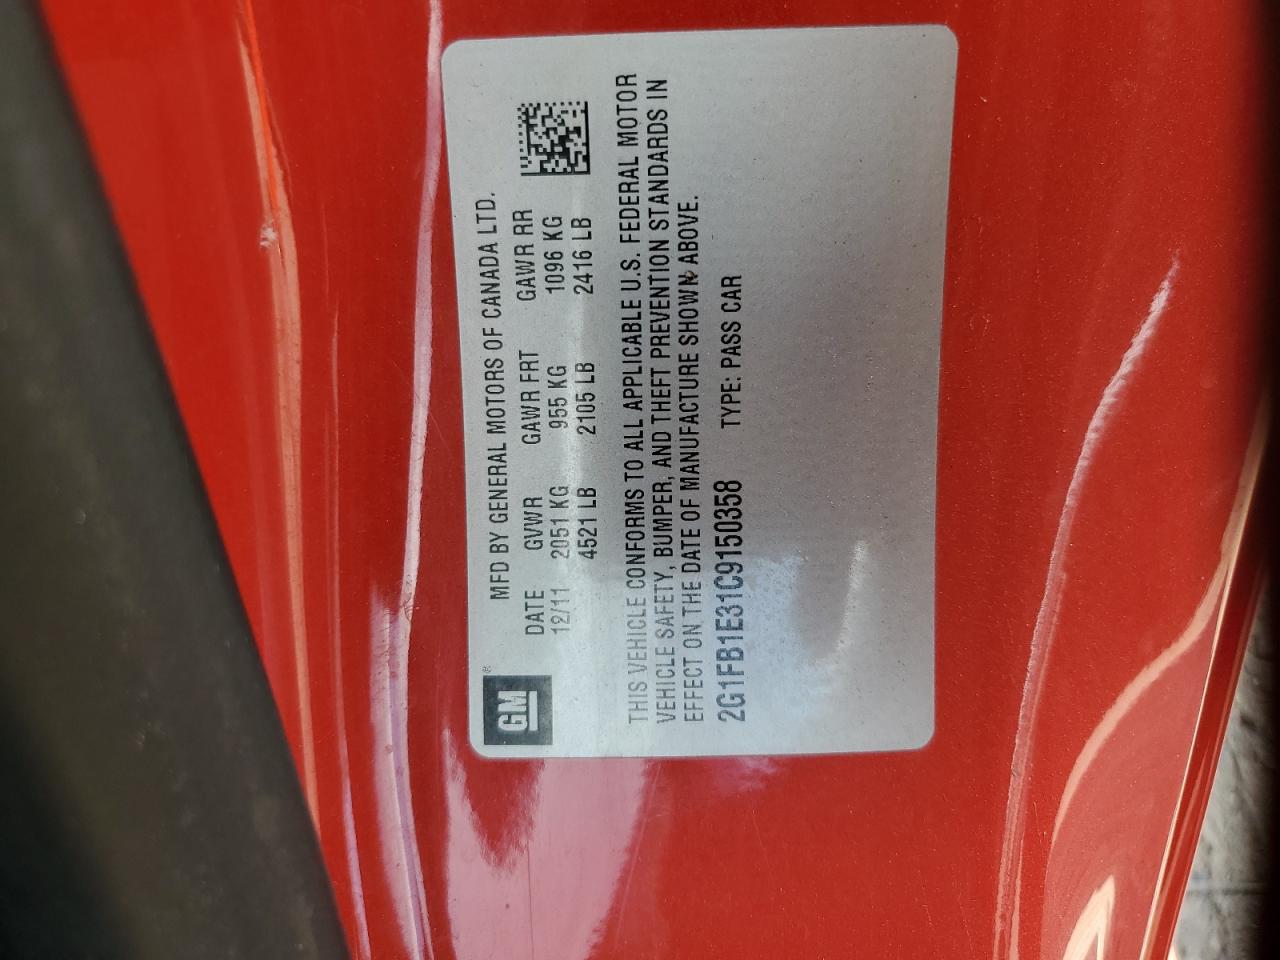 GM®
MFD BY GENERAL MOTORS OF CANADA LTD.
DATE GVWR GAWR FRT GAWR RR
12/11 2051 KG 955 KG 1096 KG
4521 LB 2105 LB 2416 LB
THIS VEHICLE CONFORMS TO ALL APPLICABLE U.S. FEDERAL MOTOR
VEHICLE SAFETY, BUMPER, AND THEFT PREVENTION STANDARDS IN
EFFECT ON THE DATE OF MANUFACTURE SHOWN ABOVE.
2G1FB1E31C9150358 TYPE: PASS CAR